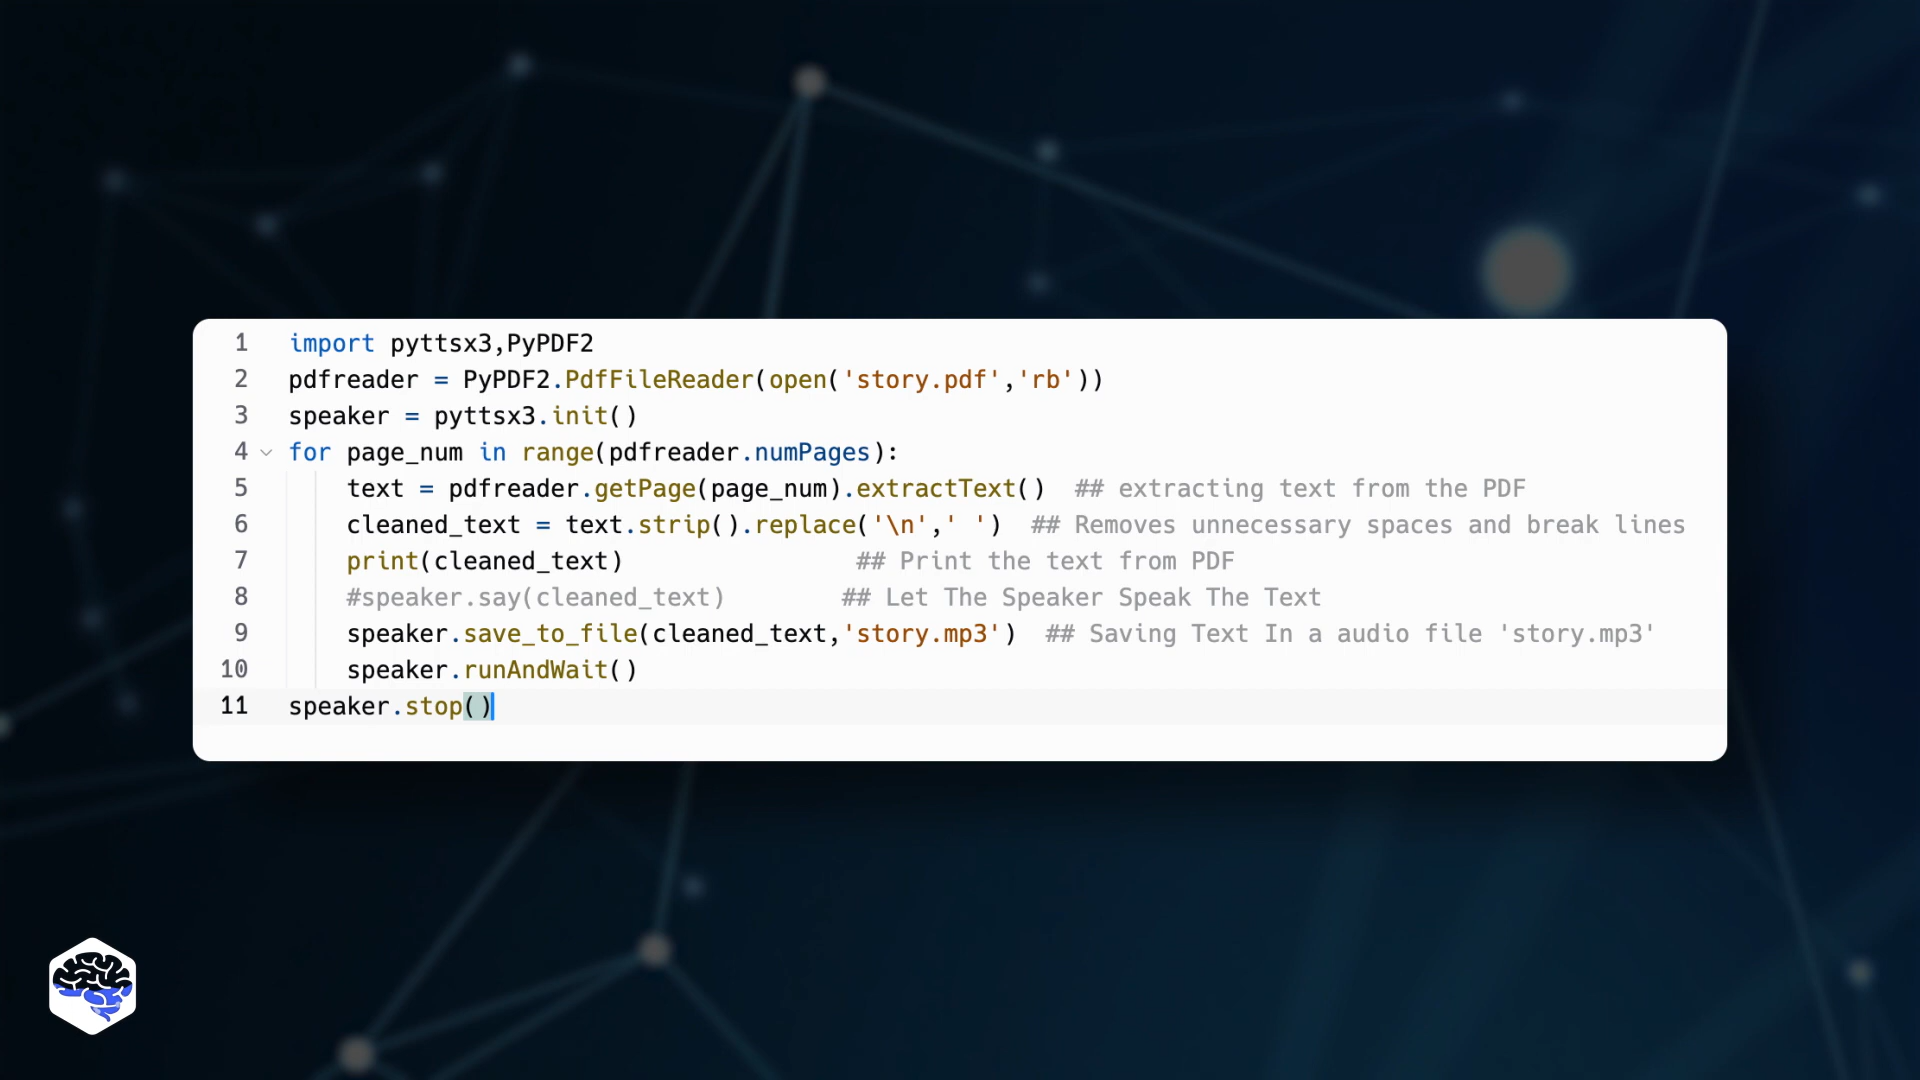 1 import pyttsx3,PyPDF2
2 pdfreader = PyPDF2.PdfFileReader(open('story.pdf','rb'))
3 speaker = pyttsx3.init()
4 for page_num in range(pdfreader.numPages):
5     text = pdfreader.getPage(page_num).extractText()  ## extracting text from the PDF
6     cleaned_text = text.strip().replace('\n',' ')  ## Removes unnecessary spaces and break lines
7     print(cleaned_text)                ## Print the text from PDF
8     #speaker.say(cleaned_text)        ## Let The Speaker Speak The Text
9     speaker.save_to_file(cleaned_text,'story.mp3')  ## Saving Text In a audio file 'story.mp3'
10     speaker.runAndWait()
11 speaker.stop()